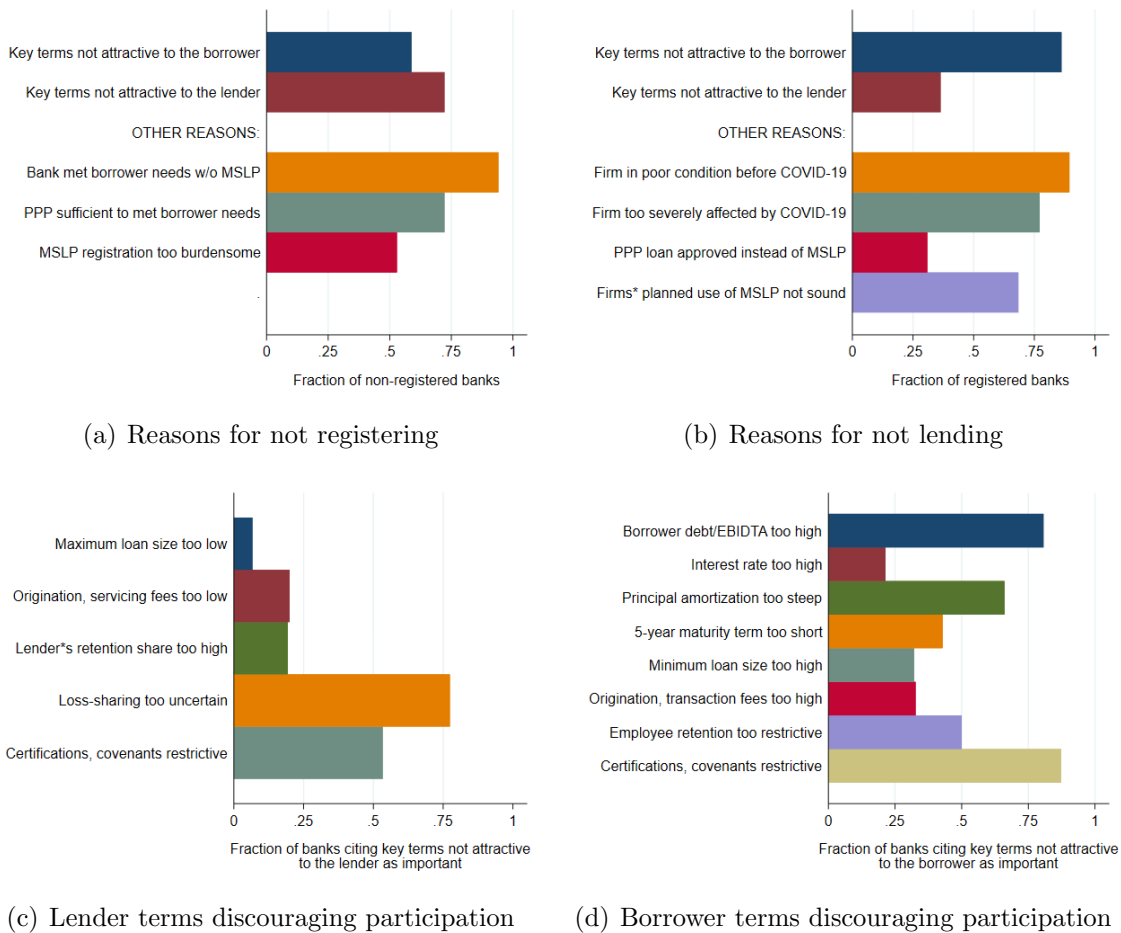 Key terms not attractive to the borrower
Key terms not attractive to the lender
OTHER REASONS:
Bank met borrower needs w/o MSLP
PPP sufficient to met borrower needs
MSLP registration too burdensome
.
0 .25 .5 .75 1
Fraction of non-registered banks
(a) Reasons for not registering
Key terms not attractive to the borrower
Key terms not attractive to the lender
OTHER REASONS:
Firm in poor condition before COVID-19
Firm too severely affected by COVID-19
PPP loan approved instead of MSLP
Firms* planned use of MSLP not sound
0 .25 .5 .75 1
Fraction of registered banks
(b) Reasons for not lending
Maximum loan size too low
Origination, servicing fees too low
Lender*s retention share too high
Loss-sharing too uncertain
Certifications, covenants restrictive
0 .25 .5 .75 1
Fraction of banks citing key terms not attractive
to the lender as important
(c) Lender terms discouraging participation
Borrower debt/EBIDTA too high
Interest rate too high
Principal amortization too steep
5-year maturity term too short
Minimum loan size too high
Origination, transaction fees too high
Employee retention too restrictive
Certifications, covenants restrictive
0 .25 .5 .75 1
Fraction of banks citing key terms not attractive
to the borrower as important
(d) Borrower terms discouraging participation